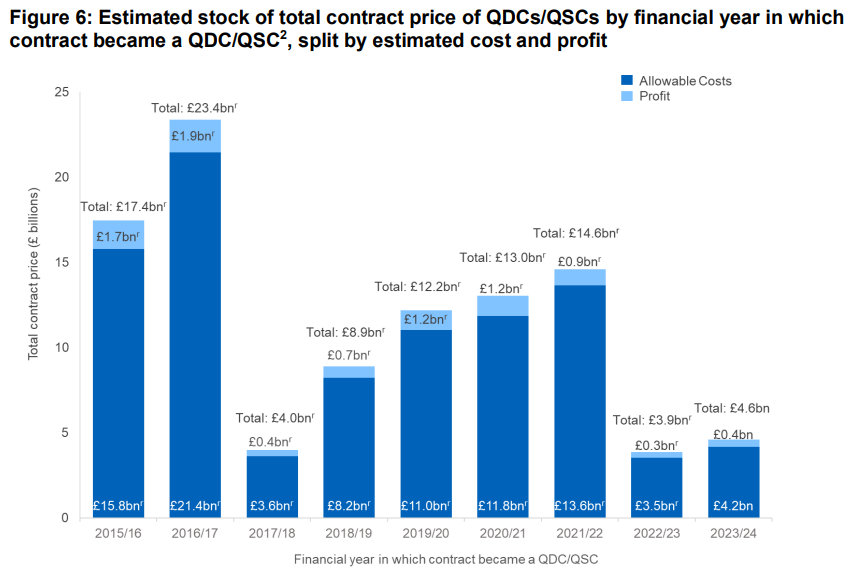 Figure 6: Estimated stock of total contract price of QDCs/QSCs by financial year in which
contract became a QDC/QSC², split by estimated cost and profit
Allowable Costs
Profit
Total contract price (£ billions)
25
20
15
10
5
0
Total: £17.4bnʳ
£1.7bnʳ
£15.8bnʳ
2015/16
Total: £23.4bnʳ
£1.9bnʳ
£21.4bnʳ
2016/17
Total: £4.0bnʳ
£0.4bnʳ
£3.6bnʳ
2017/18
Total: £8.9bnʳ
£0.7bnʳ
£8.2bnʳ
2018/19
Total: £12.2bnʳ
£1.2bnʳ
£11.0bnʳ
2019/20
Total: £13.0bnʳ
£1.2bnʳ
£11.8bnʳ
2020/21
Total: £14.6bnʳ
£0.9bnʳ
£13.6bnʳ
2021/22
Total: £3.9bnʳ
£0.3bnʳ
£3.5bnʳ
2022/23
Total: £4.6bn
£0.4bn
£4.2bn
2023/24
Financial year in which contract became a QDC/QSC